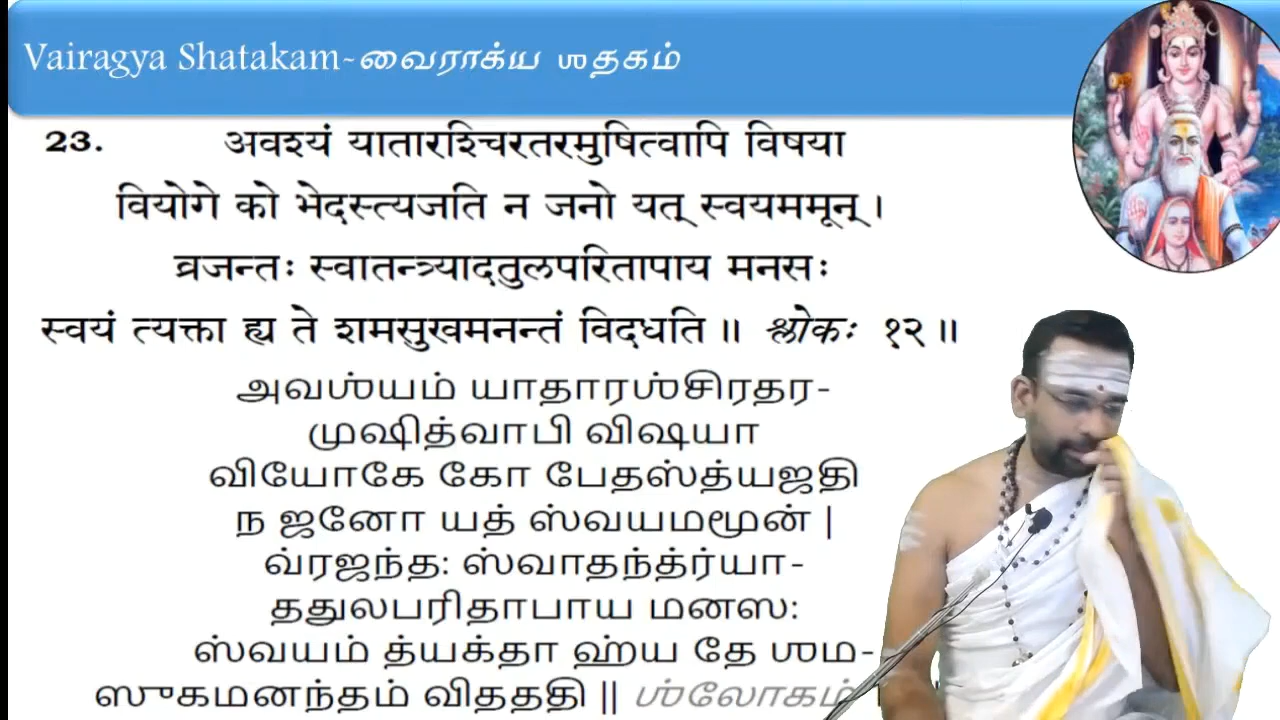 Vairagya Shatakam-வைராக்ய ஶதகம்
23. अवश्यं यातारश्चिरतरमुषित्वापि विषया
वियोगे को भेदस्त्यजति न जनो यत् स्वयममून् ।
व्रजन्तः स्वातन्त्र्यादतुलपरितापाय मनसः
स्वयं त्यक्ता ह्य ते शमसुखमनन्तं विदधति ॥ श्लोकः १२ ॥
அவஶ்யம் யாதாரஶ்சிரதர-
முஷித்வாபி விஷயா
வியோகே கோ பேதஸ்த்யஜதி
ந ஜனோ யத் ஸ்வயமமூன் |
வ்ரஜந்த: ஸ்வாதந்த்ர்யா-
ததுலபரிதாபாய மனஸ:
ஸ்வயம் த்யக்தா ஹ்ய தே ஶம-
ஸுகமனந்தம் விதததி || ஶ்லோகம்